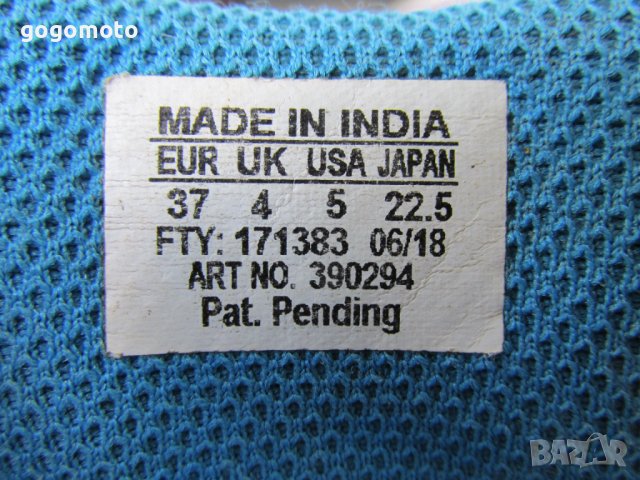 gogomoto
MADE IN INDIA
EUR UK USA JAPAN
37 4 5 22.5
FTY: 171383 06/18
ART NO. 390294
Pat. Pending
BAZAR